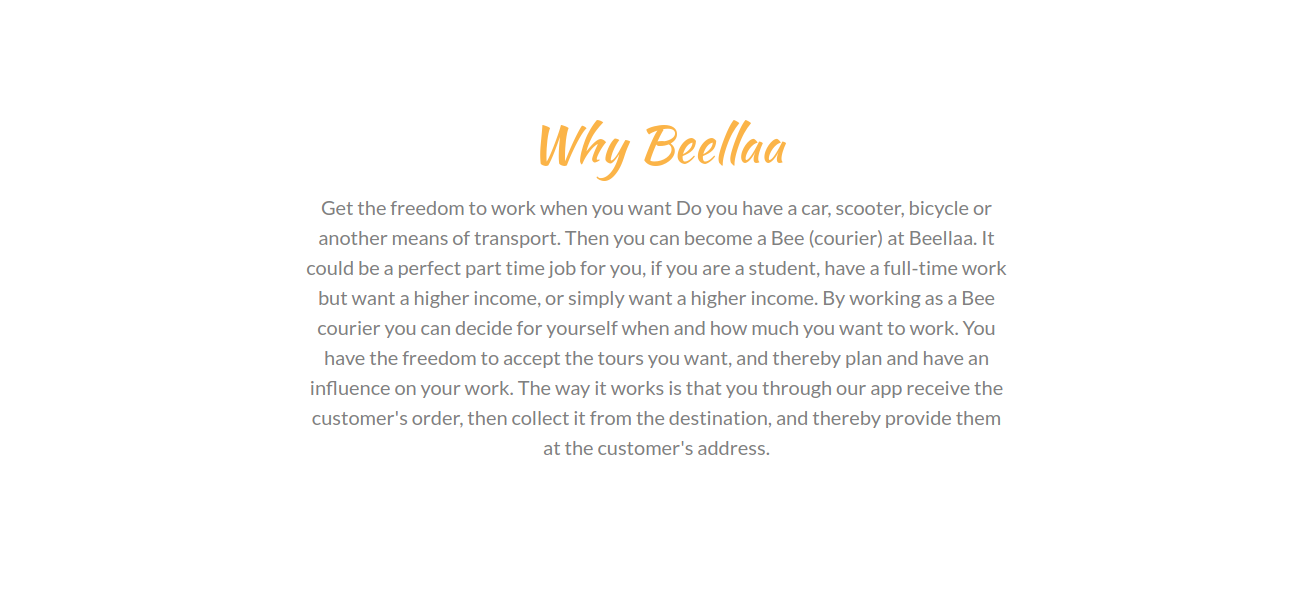 Why Beellaa
Get the freedom to work when you want Do you have a car, scooter, bicycle or
another means of transport. Then you can become a Bee (courier) at Beellaa. It
could be a perfect part time job for you, if you are a student, have a full-time work
but want a higher income, or simply want a higher income. By working as a Bee
courier you can decide for yourself when and how much you want to work. You
have the freedom to accept the tours you want, and thereby plan and have an
influence on your work. The way it works is that you through our app receive the
customer's order, then collect it from the destination, and thereby provide them
at the customer's address.